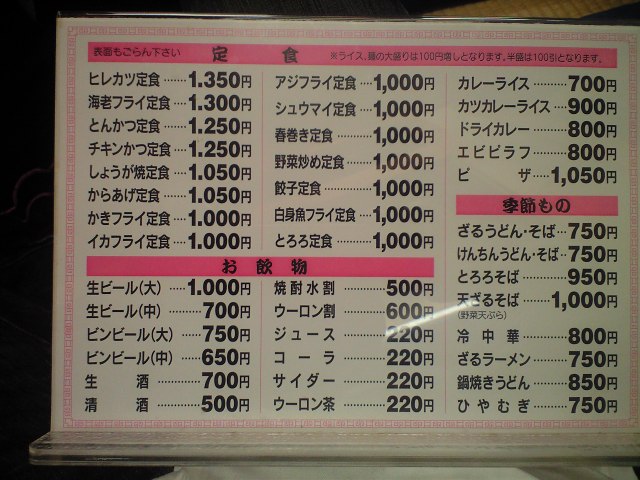 表面もごらん下さい 定食 ※ライス、麺の大盛りは100円増しとなります。半盛は100引となります。
ヒレカツ定食……1.350円
海老フライ定食…1.300円
とんかつ定食……1.250円
チキンかつ定食…1.250円
しょうが焼定食…1.050円
からあげ定食……1.050円
かきフライ定食…1.000円
イカフライ定食…1.000円
アジフライ定食…1,000円
シュウマイ定食…1,000円
春巻き定食………1,000円
野菜炒め定食……1,000円
餃子定食…………1,000円
白身魚フライ定食…1,000円
とろろ定食………1,000円
カレーライス………700円
カツカレーライス…900円
ドライカレー………800円
エビピラフ…………800円
ピザ………1,050円
季節もの
ざるうどん・そば…750円
けんちんうどん・そば…750円
とろろそば…………950円
天ざるそば………1,000円
(野菜天ぷら)
冷中華……………800円
ざるラーメン………750円
鍋焼きうどん………850円
ひやむぎ……………750円
お飲物
生ビール(大)…1.000円
生ビール(中)……700円
ビンビール(大)…750円
ビンビール(中)…650円
生酒…………700円
清酒…………500円
焼酎水割…………500円
ウーロン割………600円
ジュース…………220円
コーラ……………220円
サイダー…………220円
ウーロン茶………220円